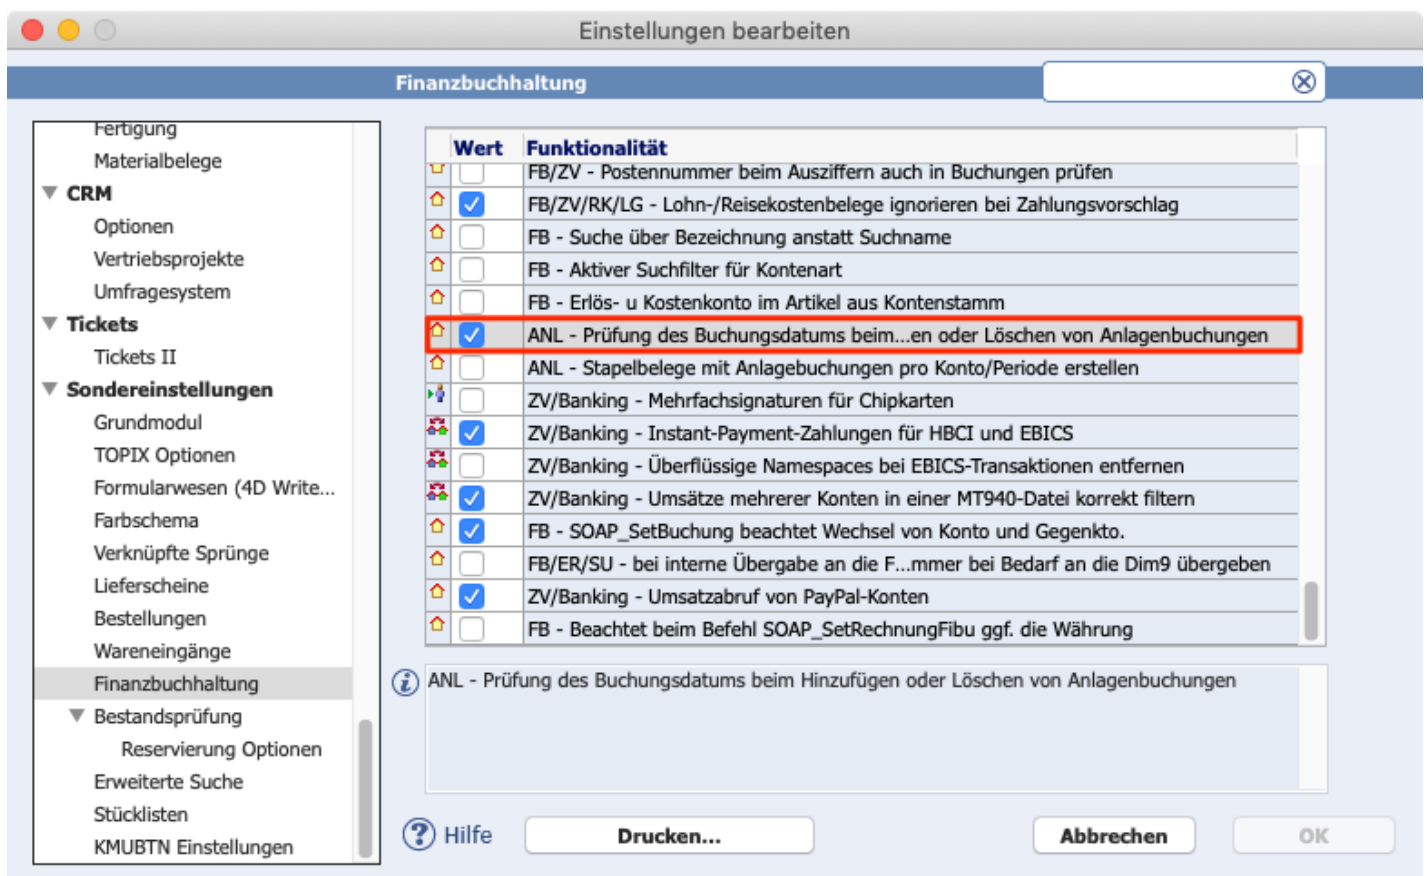 Einstellungen bearbeiten
Finanzbuchhaltung
Fertigung
Materialbelege
CRM
Optionen
Vertriebsprojekte
Umfragesystem
Tickets
Tickets II
Sondereinstellungen
Grundmodul
TOPIX Optionen
Formularwesen (4D Write...
Farbschema
Verknüpfte Sprünge
Lieferscheine
Bestellungen
Wareneingänge
Finanzbuchhaltung
Bestandsprüfung
Reservierung Optionen
Erweiterte Suche
Stücklisten
KMUBTN Einstellungen
Wert Funktionalität
FB/ZV - Postennummer beim Ausziffern auch in Buchungen prüfen
FB/ZV/RK/LG - Lohn-/Reisekostenbelege ignorieren bei Zahlungsvorschlag
FB - Suche über Bezeichnung anstatt Suchname
FB - Aktiver Suchfilter für Kontenart
FB - Erlös- u Kostenkonto im Artikel aus Kontenstamm
ANL - Prüfung des Buchungsdatums beim...en oder Löschen von Anlagenbuchungen
ANL - Stapelbelege mit Anlagebuchungen pro Konto/Periode erstellen
ZV/Banking - Mehrfachsignaturen für Chipkarten
ZV/Banking - Instant-Payment-Zahlungen für HBCI und EBICS
ZV/Banking - Überflüssige Namespaces bei EBICS-Transaktionen entfernen
ZV/Banking - Umsätze mehrerer Konten in einer MT940-Datei korrekt filtern
FB - SOAP_SetBuchung beachtet Wechsel von Konto und Gegenkto.
FB/ER/SU - bei interne Übergabe an die F...mmer bei Bedarf an die Dim9 übergeben
ZV/Banking - Umsatzabruf von PayPal-Konten
FB - Beachtet beim Befehl SOAP_SetRechnungFibu ggf. die Währung
ANL - Prüfung des Buchungsdatums beim Hinzufügen oder Löschen von Anlagenbuchungen
Hilfe
Drucken...
Abbrechen
OK